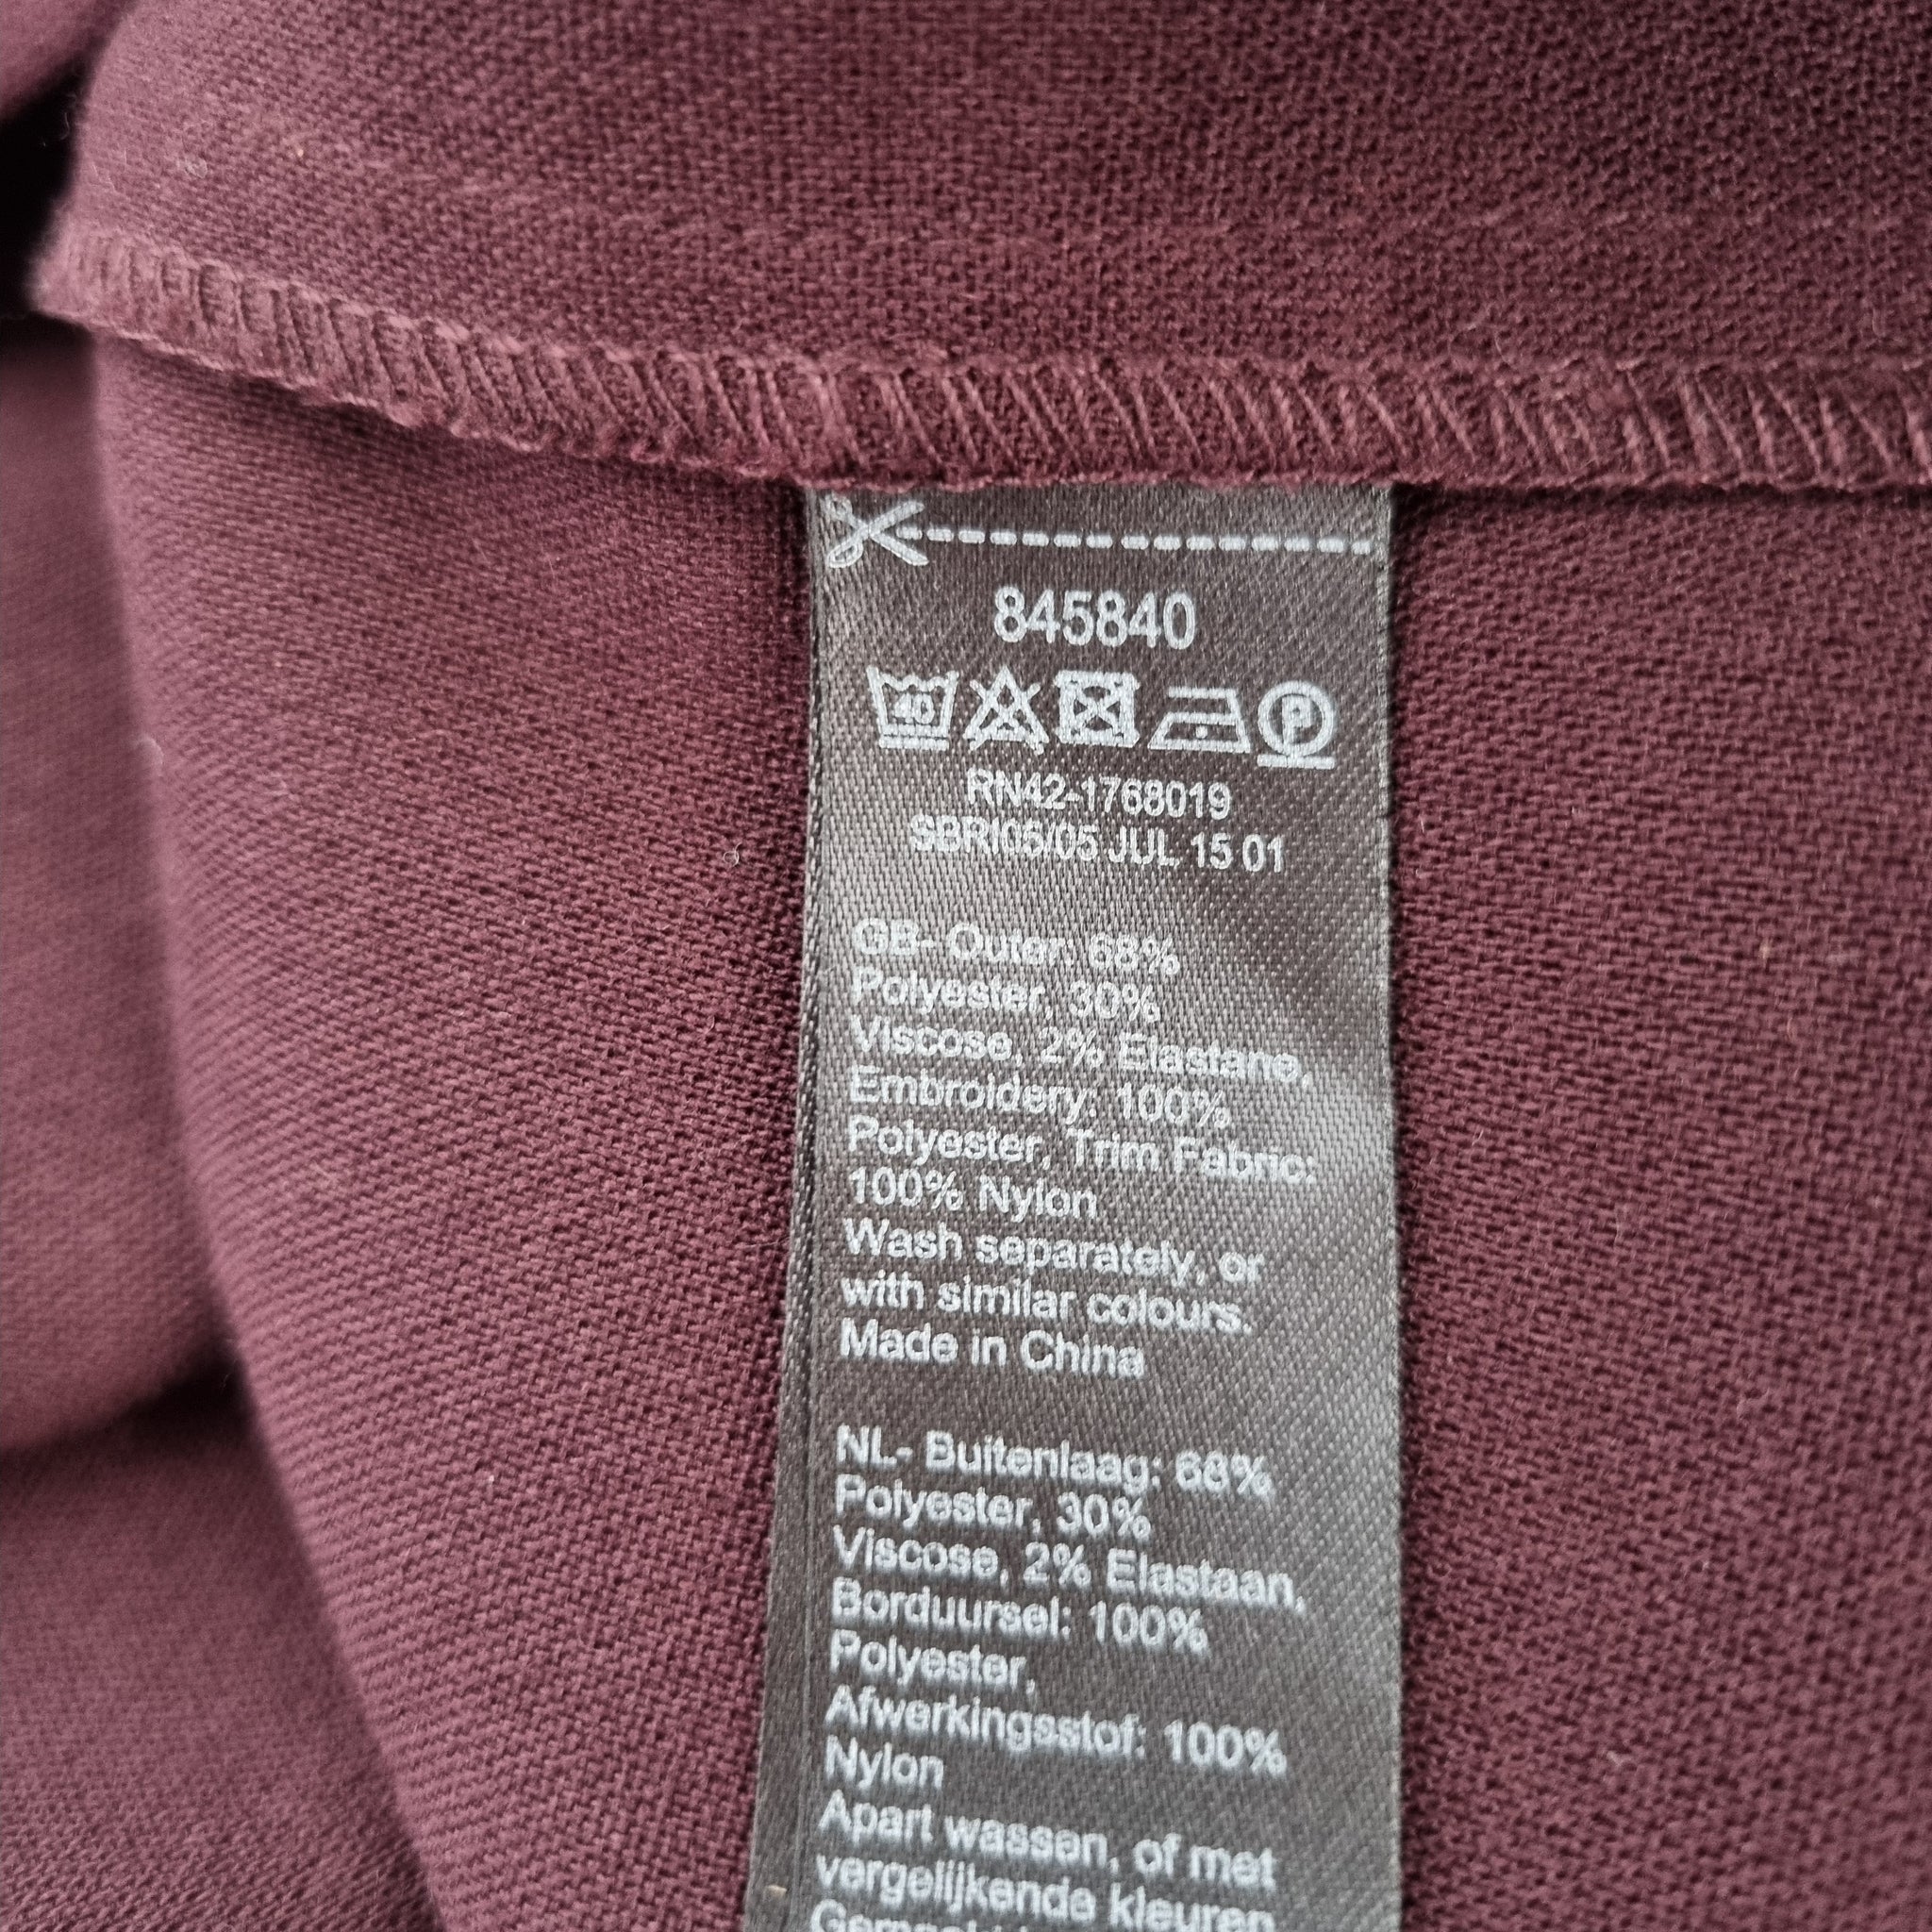 845840
40 P
RN42-1768019
SBRI05/05 JUL 15 01
GB- Outer: 68%
Polyester, 30%
Viscose, 2% Elastane,
Embroidery: 100%
Polyester, Trim Fabric:
100% Nylon
Wash separately, or
with similar colours.
Made in China
NL- Buitenlaag: 68%
Polyester, 30%
Viscose, 2% Elastaan,
Borduursel: 100%
Polyester,
Afwerkingsstof: 100%
Nylon
Apart wassen, of met
vergelijkende kleuren